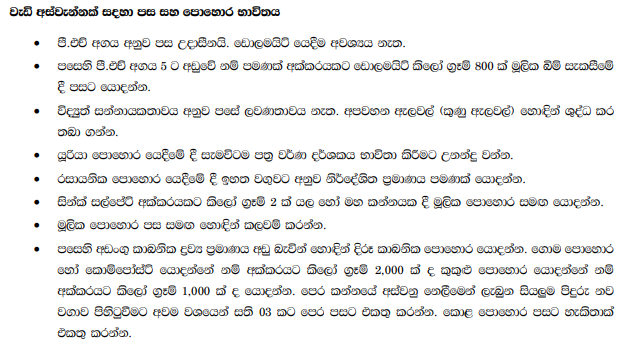 වැඩි අස්වැන්නක් සඳහා පස සහ පොහොර භාවිතය
• පී.එච් අගය අනුව පස උදාසීනයි. ඩොලමයිට් යෙදීම අවශ්‍යය නැත.
• පසෙහි පී.එච් අගය 5 ට අඩුවේ නම් පමණක් අක්කරයකට ඩොලමයිට් කිලෝ ග්‍රෑම් 800 ක් මූලික බිම් සැකසීමේ
දී පසට යොදන්න.
• විද්‍යුත් සන්නායකතාවය අනුව පසේ ලවණතාවය නැත. අපවහන ඇලවල් (කුණු ඇලවල්) හොඳින් ශුද්ධ කර
තබා ගන්න.
• යූරියා පොහොර යෙදීමේ දී සැමවිටම පත්‍ර වර්ණ දර්ශකය භාවිතා කිරීමට උනන්දු වන්න.
• රසායනික පොහොර යෙදීමේ දී ඉහත වගුවට අනුව නිර්දේශිත ප්‍රමාණය පමණක් යොදන්න.
• සින්ක් සල්පේට් අක්කරයකට කිලෝ ග්‍රෑම් 2 ක් යල හෝ මහ කන්නයක දී මූලික පොහොර සමඟ යොදන්න.
• මූලික පොහොර පස සමඟ හොඳින් කලවම් කරන්න.
• පසෙහි අඩංගු කාබනික ද්‍රව්‍ය ප්‍රමාණය අඩු බැවින් හොඳින් දිරූ කාබනික පොහොර යොදන්න. ගොම පොහොර
හෝ කොම්පෝස්ට් යොදන්නේ නම් අක්කරයට කිලෝ ග්‍රෑම් 2,000 ක් ද කුකුළු පොහොර යොදන්නේ නම්
අක්කරයට කිලෝ ග්‍රෑම් 1,000 ක් ද යොදන්න. පෙර කන්නයේ අස්වනු නෙලීමෙන් ලැබුන සියලුම පිදුරු නව
වගාව පිහිටුවීමට අවම වශයෙන් සති 03 කට පෙර පසට එකතු කරන්න. කොළ පොහොර පසට හැකිතාක්
එකතු කරන්න.